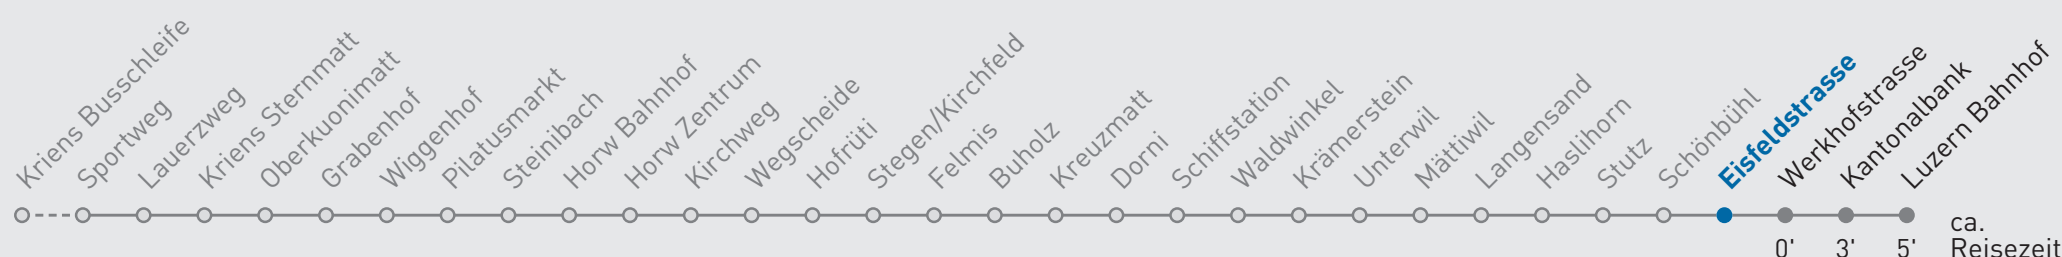 Kriens Busschleife
Sportweg
Lauerzweg
Kriens Sternmatt
Oberkuonimatt
Grabenhof
Wiggenhof
Pilatusmarkt
Steinibach
Horw Bahnhof
Horw Zentrum
Kirchweg
Wegscheide
Hofrüti
Stegen/Kirchfeld
Felmis
Buholz
Kreuzmatt
Dorni
Schiffstation
Waldwinkel
Krämerstein
Unterwil
Mättiwil
Langensand
Haslihorn
Stutz
Schönbühl
Eisfeldstrasse
Werkhofstrasse
Kantonalbank
Luzern Bahnhof
ca.
0' 3' 5' Reisezeit